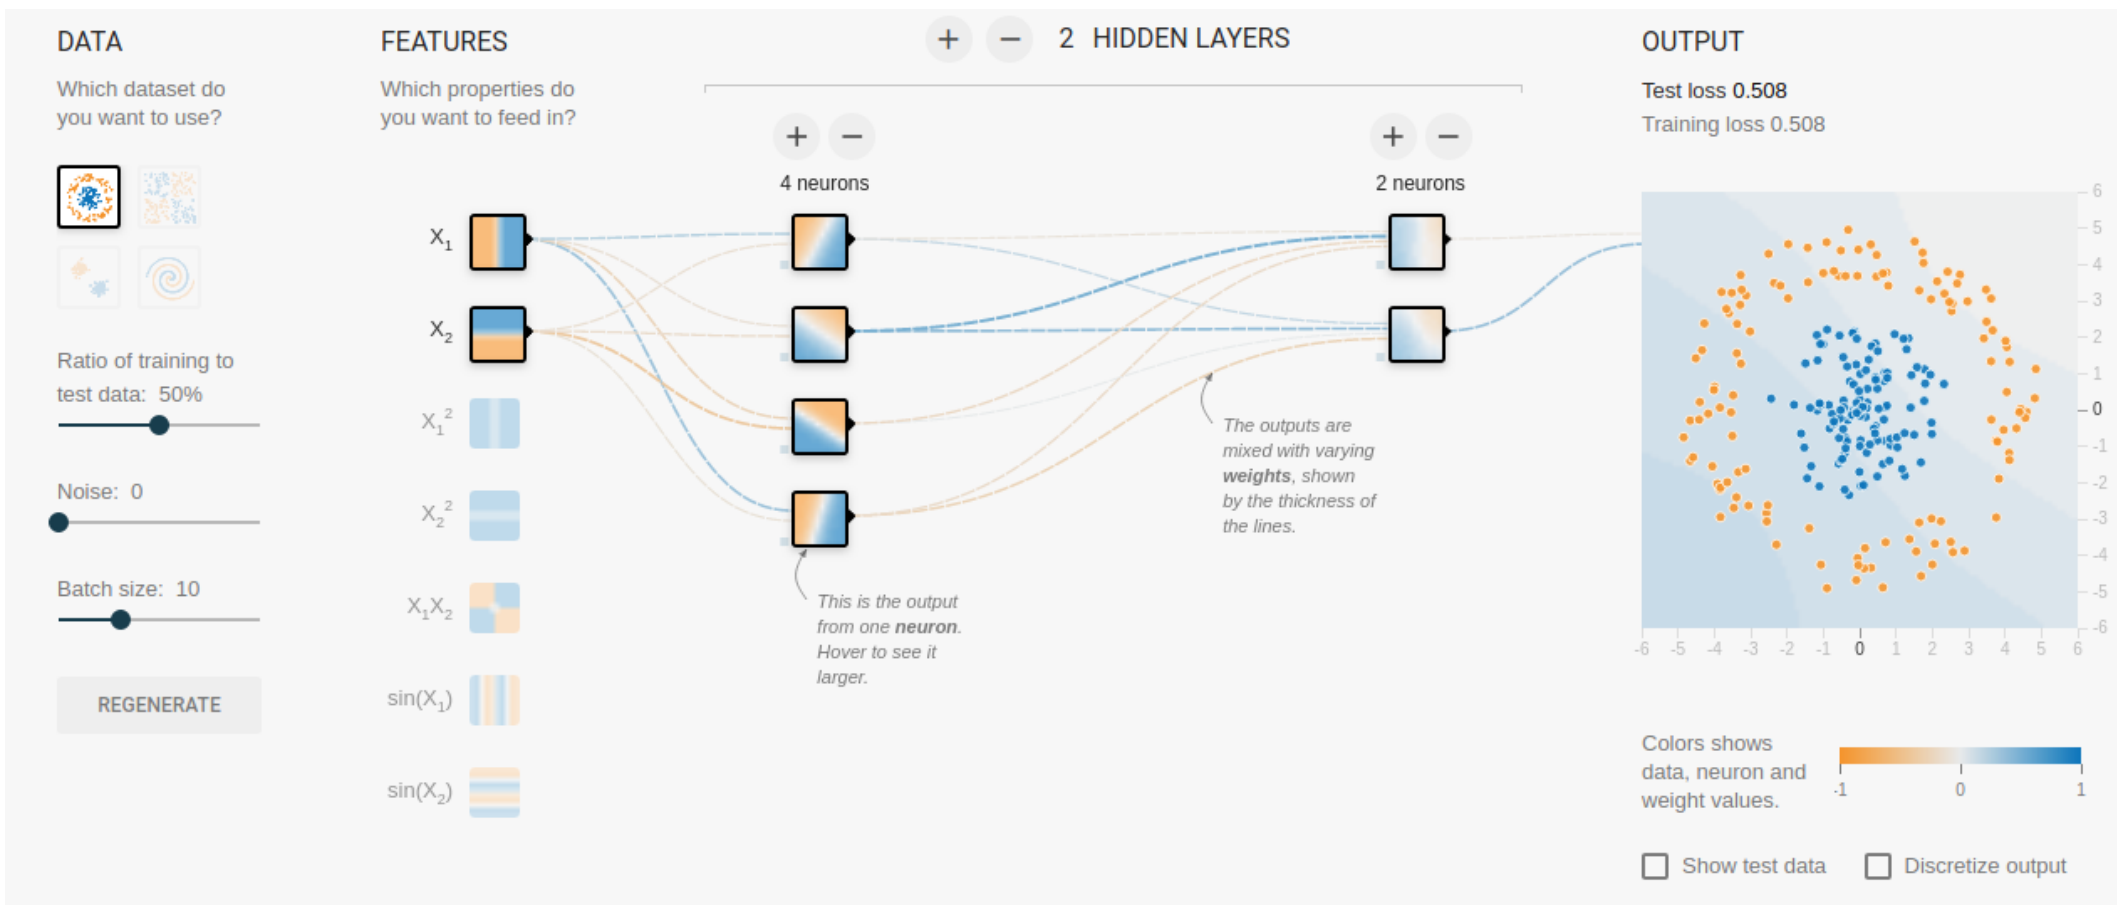 DATA
Which dataset do
you want to use?
Ratio of training to
test data: 50%
Noise: 0
Batch size: 10
REGENERATE
FEATURES
Which properties do
you want to feed in?
X1
X2
X1²
X2²
X1X2
sin(X1)
sin(X2)
+ − 2 HIDDEN LAYERS
+ −
4 neurons
+ −
2 neurons
The outputs are
mixed with varying
weights, shown
by the thickness of
the lines.
This is the output
from one neuron.
Hover to see it
larger.
OUTPUT
Test loss 0.508
Training loss 0.508
6
5
4
3
2
1
0
-1
-2
-3
-4
-5
-6
-6 -5 -4 -3 -2 -1 0 1 2 3 4 5 6
Colors shows
data, neuron and
weight values.
-1 0 1
Show test data
Discretize output